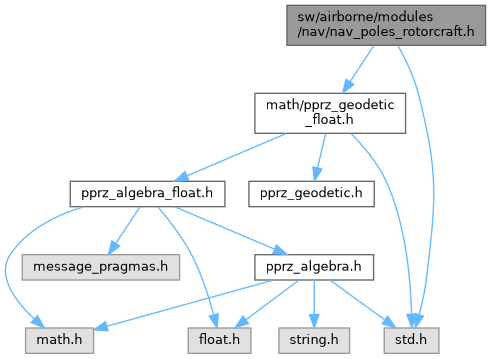 sw/airborne/modules
/nav/nav_poles_rotorcraft.h
math/pprz_geodetic
_float.h
pprz_algebra_float.h
pprz_geodetic.h
message_pragmas.h
pprz_algebra.h
math.h
float.h
string.h
std.h